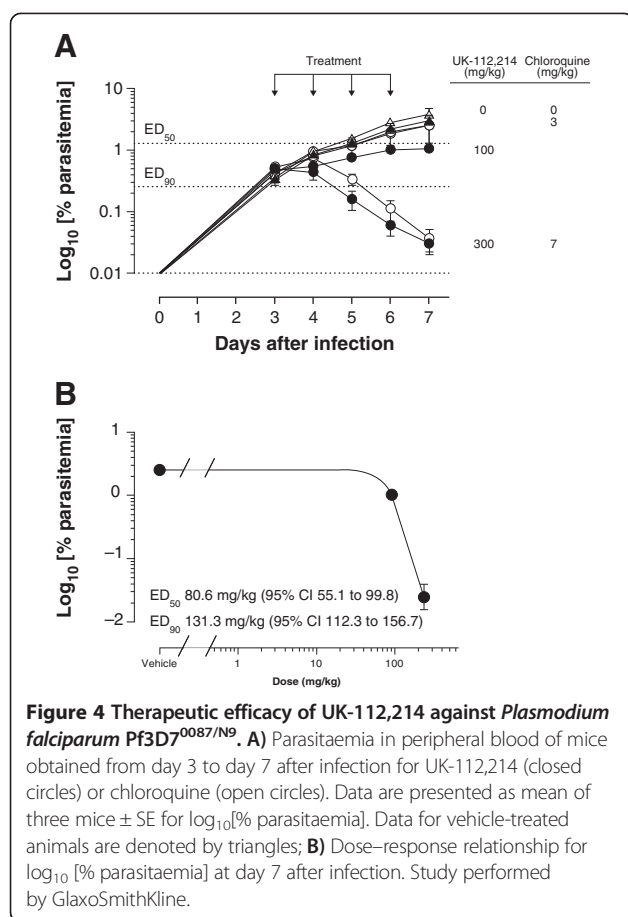 A
Treatment
UK-112,214 (mg/kg)
Chloroquine (mg/kg)
10
1
0.1
0.01
Log10 [% parasitemia]
ED50
ED90
0 0
3
100
300 7
0 1 2 3 4 5 6 7
Days after infection
B
1
0
−1
−2
Log10 [% parasitemia]
ED50 80.6 mg/kg (95% CI 55.1 to 99.8)
ED90 131.3 mg/kg (95% CI 112.3 to 156.7)
Vehicle 1 10 100
Dose (mg/kg)
Figure 4 Therapeutic efficacy of UK-112,214 against Plasmodium
falciparum Pf3D7^0087/N9. A) Parasitaemia in peripheral blood of mice
obtained from day 3 to day 7 after infection for UK-112,214 (closed
circles) or chloroquine (open circles). Data are presented as mean of
three mice ± SE for log10[% parasitaemia]. Data for vehicle-treated
animals are denoted by triangles; B) Dose–response relationship for
log10 [% parasitaemia] at day 7 after infection. Study performed
by GlaxoSmithKline.